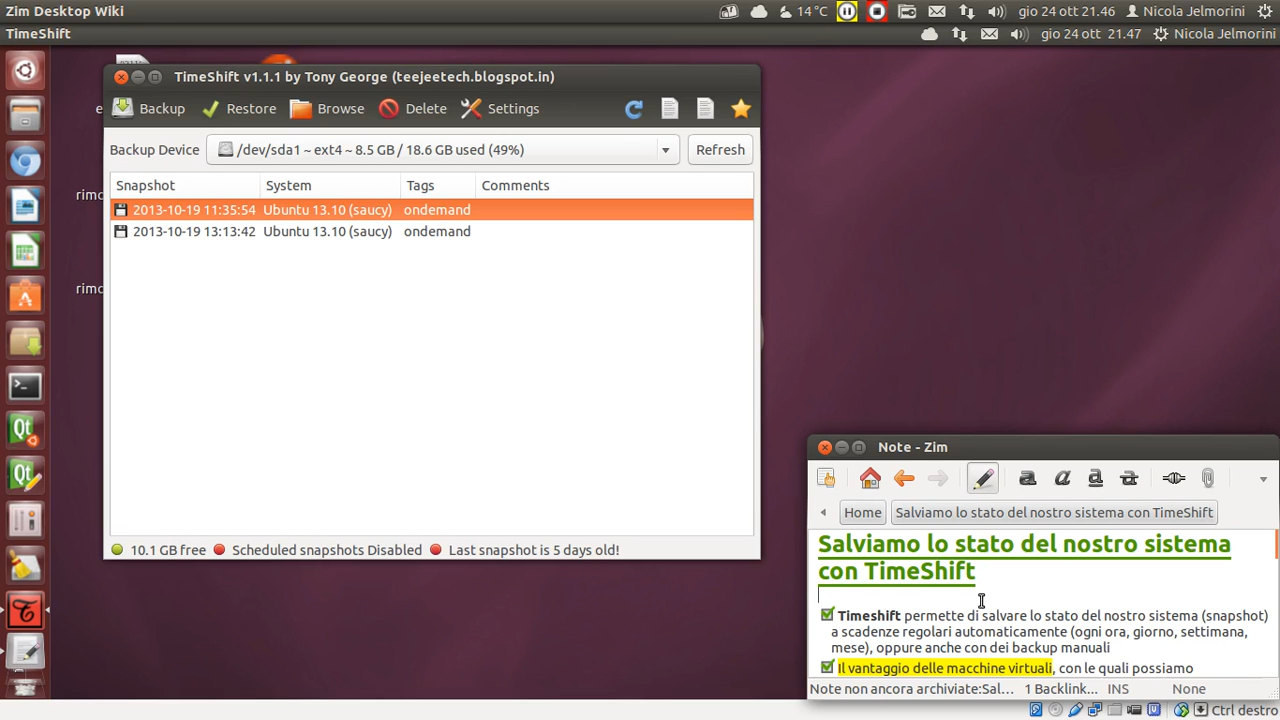 Zim Desktop Wiki
14 °C
gio 24 ott 21.46
Nicola Jelmorini
TimeShift
gio 24 ott 21.47
Nicola Jelmorini
TimeShift v1.1.1 by Tony George (teejeetech.blogspot.in)
Backup
Restore
Browse
Delete
Settings
Backup Device
/dev/sda1 ~ ext4 ~ 8.5 GB / 18.6 GB used (49%)
Refresh
Snapshot
System
Tags
Comments
2013-10-19 11:35:54
Ubuntu 13.10 (saucy)
ondemand
2013-10-19 13:13:42
Ubuntu 13.10 (saucy)
ondemand
10.1 GB free
Scheduled snapshots Disabled
Last snapshot is 5 days old!
Note - Zim
Home
Salviamo lo stato del nostro sistema con TimeShift
Salviamo lo stato del nostro sistema
con TimeShift
Timeshift permette di salvare lo stato del nostro sistema (snapshot)
a scadenze regolari automaticamente (ogni ora, giorno, settimana,
mese), oppure anche con dei backup manuali
Il vantaggio delle macchine virtuali, con le quali possiamo
Note non ancora archiviate:Sal...
1 Backlink...
INS
None
Ctrl destro